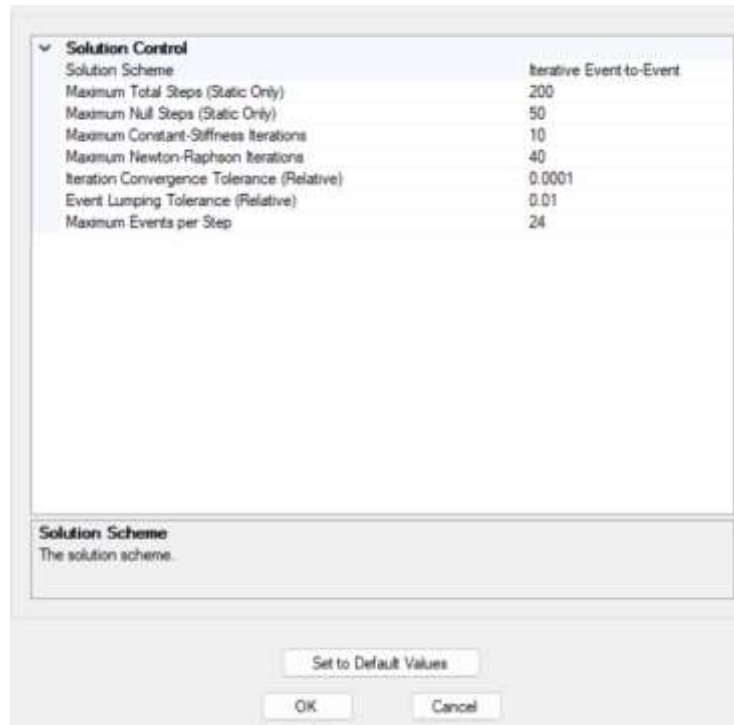 Solution Control
Solution Scheme Iterative Event-to-Event
Maximum Total Steps (Static Only) 200
Maximum Null Steps (Static Only) 50
Maximum Constant-Stiffness Iterations 10
Maximum Newton-Raphson Iterations 40
Iteration Convergence Tolerance (Relative) 0.0001
Event Lumping Tolerance (Relative) 0.01
Maximum Events per Step 24
Solution Scheme
The solution scheme.
Set to Default Values
OK Cancel